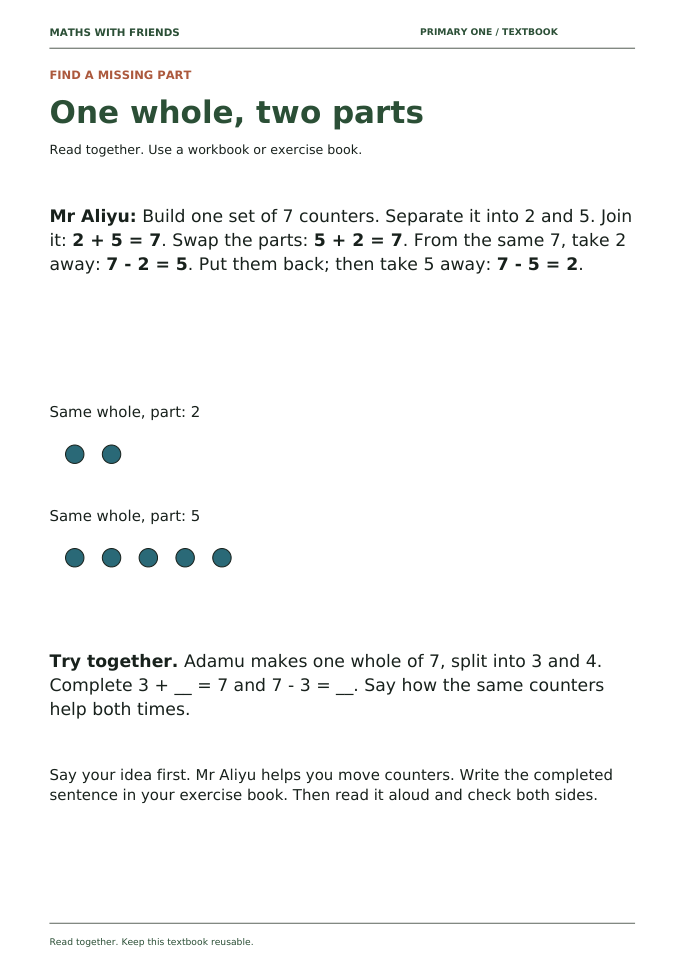 MATHS WITH FRIENDS
PRIMARY ONE / TEXTBOOK
FIND A MISSING PART
One whole, two parts
Read together. Use a workbook or exercise book.
Mr Aliyu: Build one set of 7 counters. Separate it into 2 and 5. Join
it: 2 + 5 = 7. Swap the parts: 5 + 2 = 7. From the same 7, take 2
away: 7 - 2 = 5. Put them back; then take 5 away: 7 - 5 = 2.
Same whole, part: 2
Same whole, part: 5
Try together. Adamu makes one whole of 7, split into 3 and 4.
Complete 3 + __ = 7 and 7 - 3 = __. Say how the same counters
help both times.
Say your idea first. Mr Aliyu helps you move counters. Write the completed
sentence in your exercise book. Then read it aloud and check both sides.
Read together. Keep this textbook reusable.